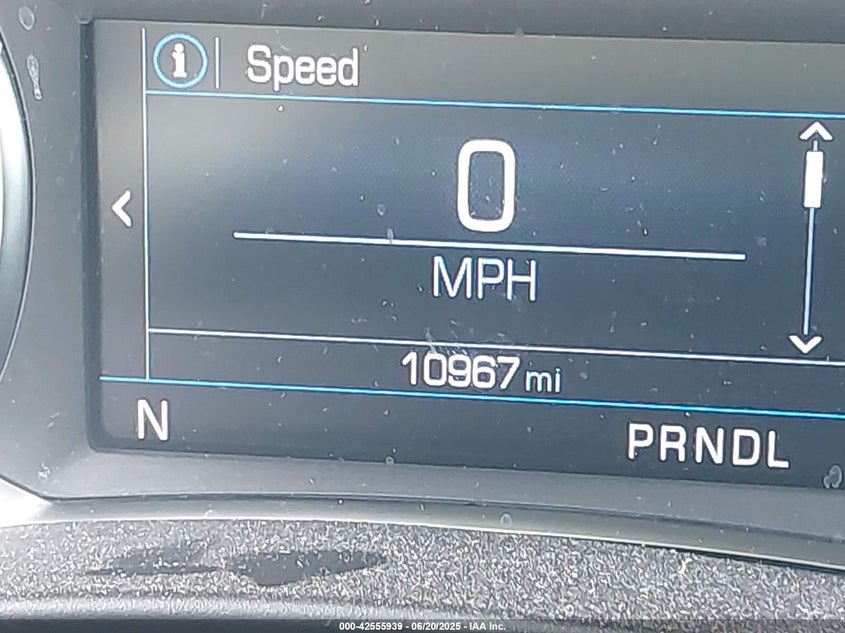 i Speed
0
MPH
10967 mi
N PRNDL
000-42555939 - 06/20/2025 - IAA Inc.